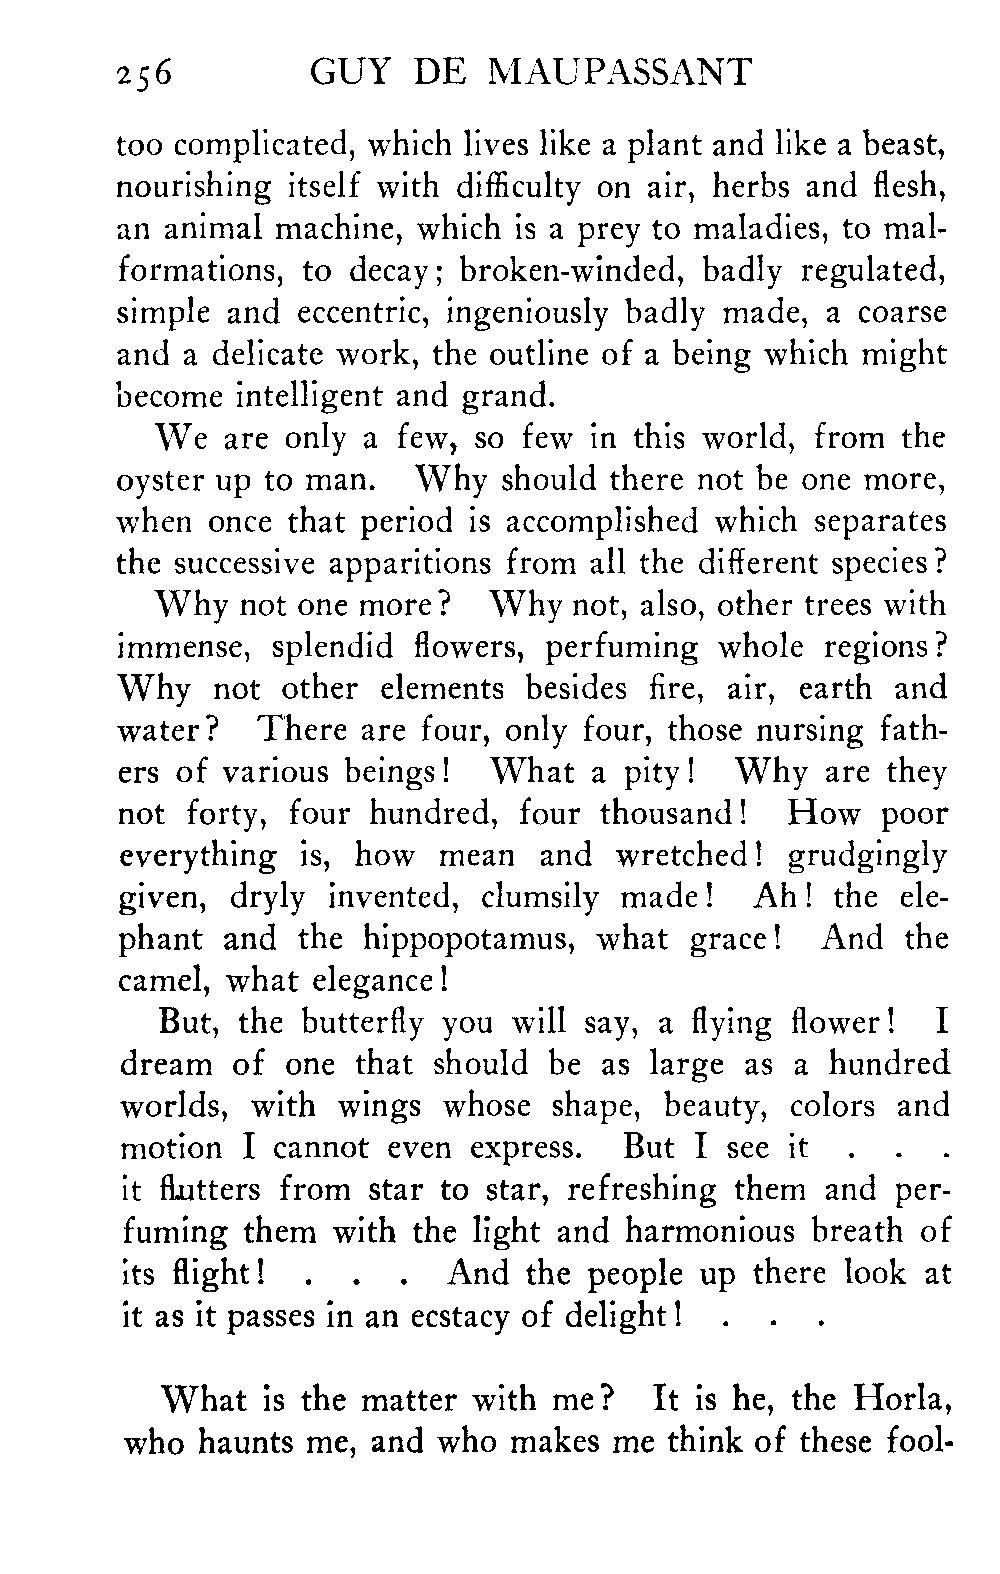 256 GUY DE MAUPASSANT
too complicated, which lives like a plant and like a beast,
nourishing itself with difficulty on air, herbs and flesh,
an animal machine, which is a prey to maladies, to mal-
formations, to decay; broken-winded, badly regulated,
simple and eccentric, ingeniously badly made, a coarse
and a delicate work, the outline of a being which might
become intelligent and grand.
We are only a few, so few in this world, from the
oyster up to man. Why should there not be one more,
when once that period is accomplished which separates
the successive apparitions from all the different species?
Why not one more? Why not, also, other trees with
immense, splendid flowers, perfuming whole regions?
Why not other elements besides fire, air, earth and
water? There are four, only four, those nursing fath-
ers of various beings! What a pity! Why are they
not forty, four hundred, four thousand! How poor
everything is, how mean and wretched! grudgingly
given, dryly invented, clumsily made! Ah! the ele-
phant and the hippopotamus, what grace! And the
camel, what elegance!
But, the butterfly you will say, a flying flower! I
dream of one that should be as large as a hundred
worlds, with wings whose shape, beauty, colors and
motion I cannot even express. But I see it . . .
it flutters from star to star, refreshing them and per-
fuming them with the light and harmonious breath of
its flight! . . . And the people up there look at
it as it passes in an ecstacy of delight! . . .
What is the matter with me? It is he, the Horla,
who haunts me, and who makes me think of these fool-